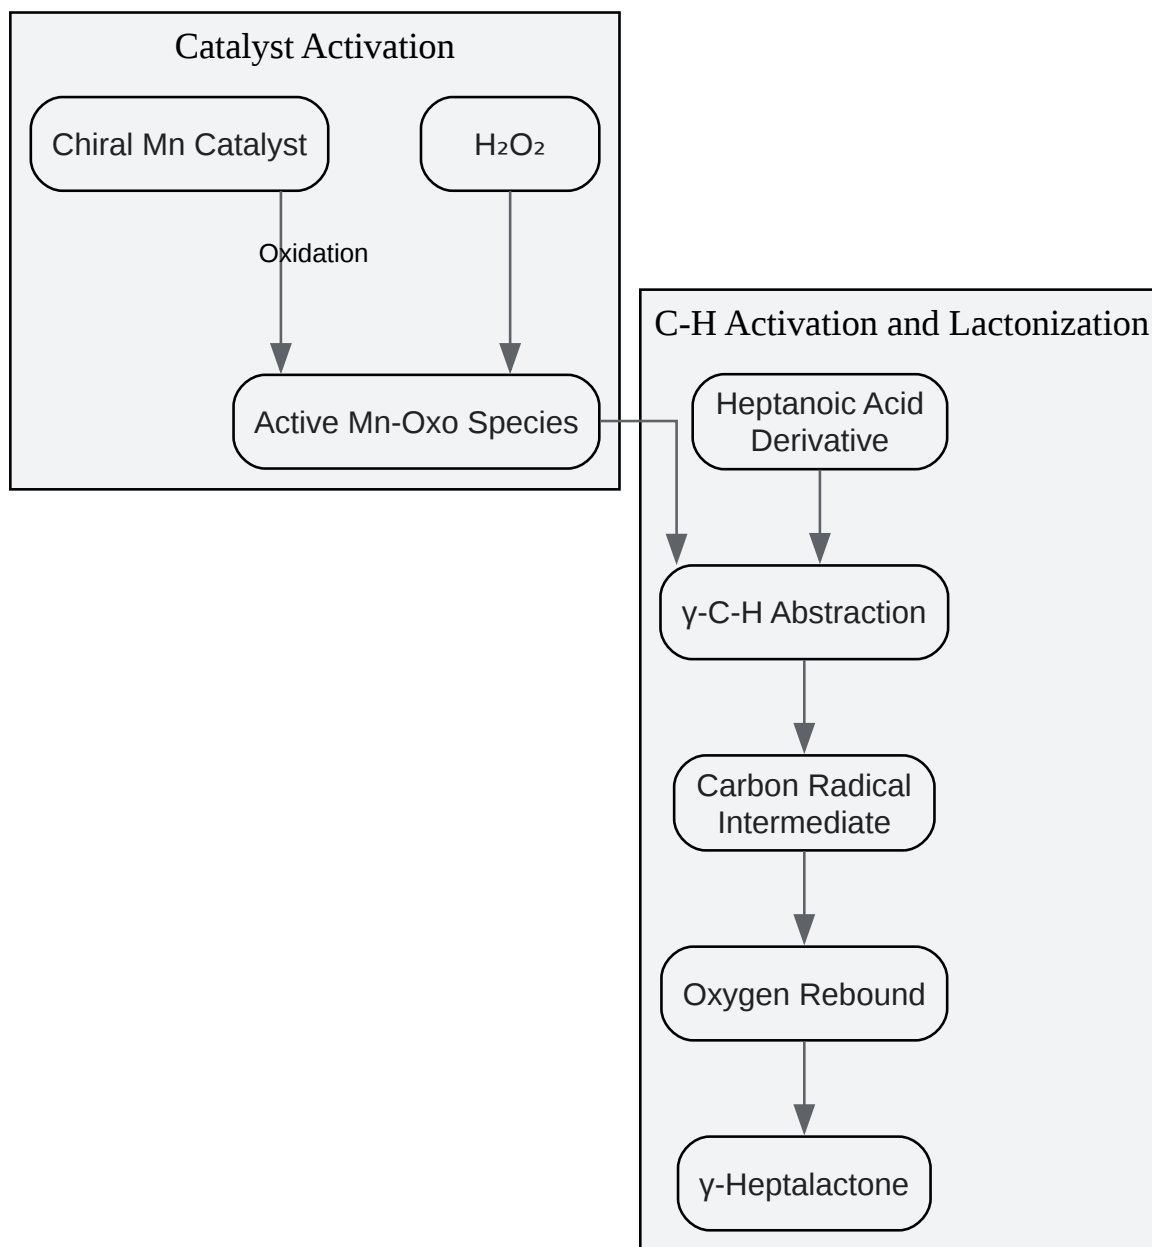 Catalyst Activation
Chiral Mn Catalyst
H₂O₂
Oxidation
Active Mn-Oxo Species
C-H Activation and Lactonization
Heptanoic Acid
Derivative
γ-C-H Abstraction
Carbon Radical
Intermediate
Oxygen Rebound
γ-Heptalactone